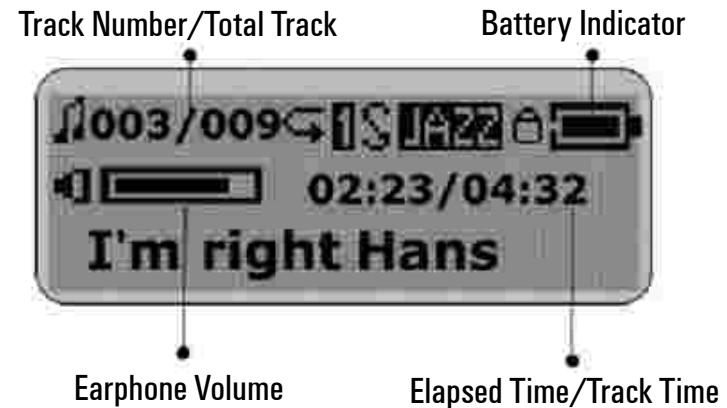 Track Number/Total Track
Battery Indicator
003/009 1 S JAZZ
02:23/04:32
I'm right Hans
Earphone Volume
Elapsed Time/Track Time